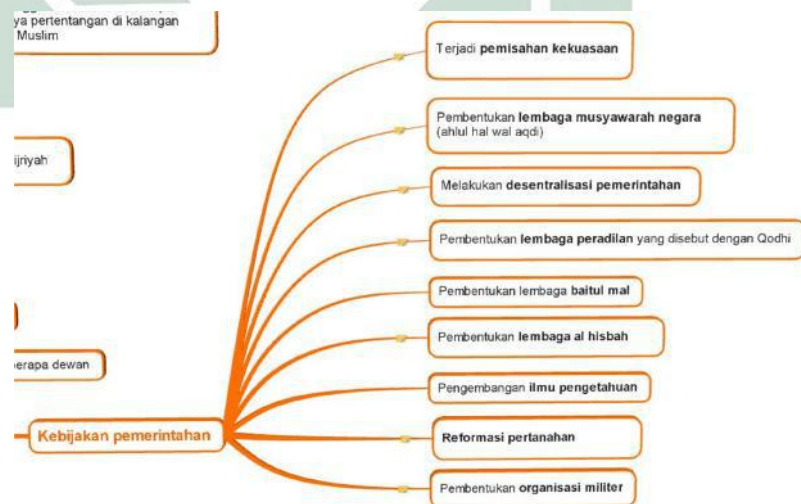 ya pertentangan di kalangan
Muslim
Terjadi pemisahan kekuasaan
Pembentukan lembaga musyawarah negara
(ahlul hal wal aqdi)
ijriyah
Melakukan desentralisasi pemerintahan
Pembentukan lembaga peradilan yang disebut dengan Qodhi
Pembentukan lembaga baitul mal
Pembentukan lembaga al hisbah
erapa dewan
Pengembangan ilmu pengetahuan
Kebijakan pemerintahan
Reformasi pertanahan
Pembentukan organisasi militer